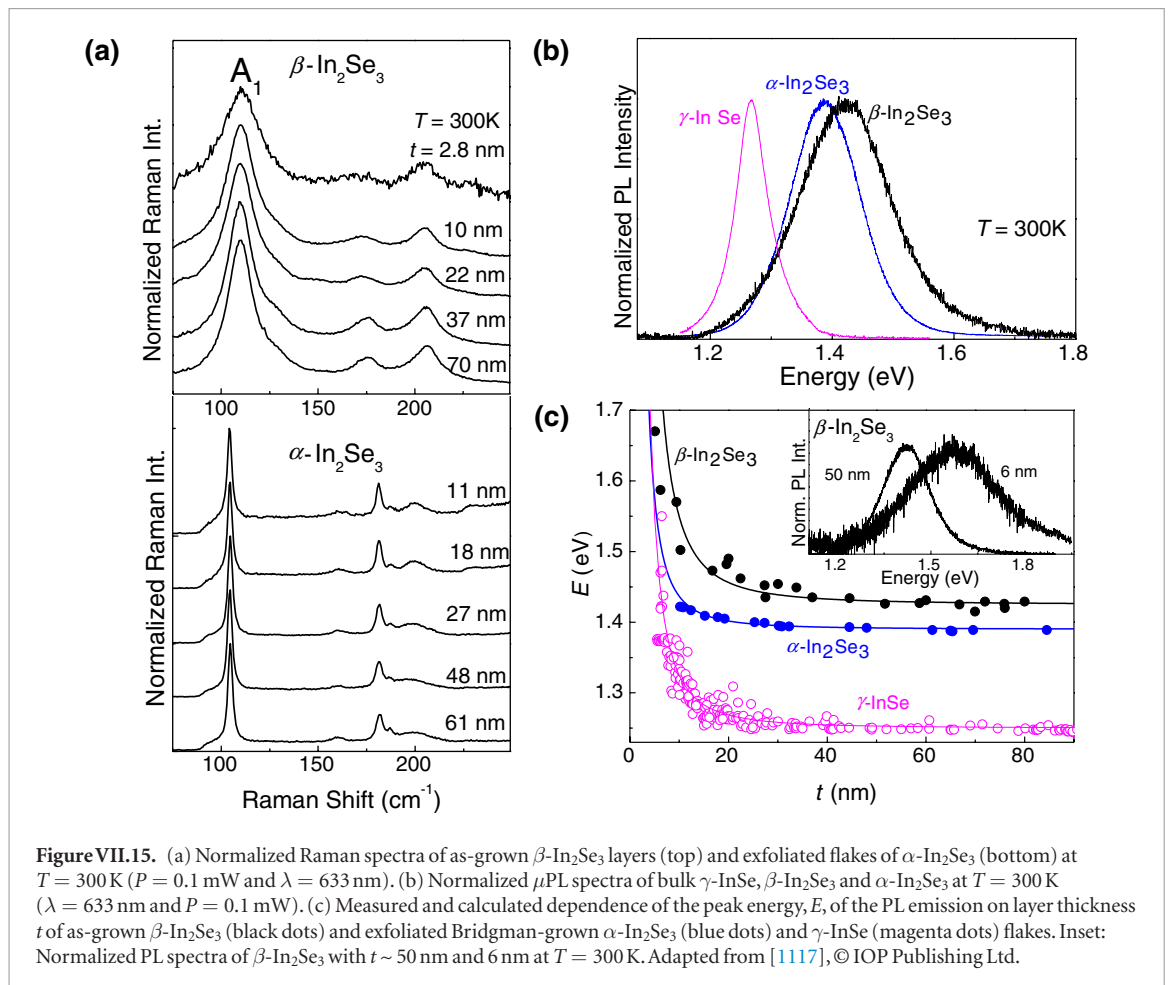 (a)
β-In₂Se₃
A₁
T = 300K
t = 2.8 nm
10 nm
22 nm
37 nm
70 nm
Normalized Raman Int.
100 150 200
α-In₂Se₃
11 nm
18 nm
27 nm
48 nm
61 nm
Normalized Raman Int.
100 150 200
Raman Shift (cm⁻¹)
(b)
γ-In Se
α-In₂Se₃
β-In₂Se₃
T = 300K
Normalized PL Intensity
1.2 1.4 1.6 1.8
Energy (eV)
(c)
1.7
1.6
1.5
1.4
1.3
E (eV)
β-In₂Se₃
α-In₂Se₃
γ-InSe
0 20 40 60 80
t (nm)
β-In₂Se₃
50 nm
6 nm
Norm. PL Int.
1.2 1.5 1.8
Energy (eV)
Figure VII.15. (a) Normalized Raman spectra of as-grown β-In₂Se₃ layers (top) and exfoliated flakes of α-In₂Se₃ (bottom) at
T = 300 K (P = 0.1 mW and λ = 633 nm). (b) Normalized μPL spectra of bulk γ-InSe, β-In₂Se₃ and α-In₂Se₃ at T = 300 K
(λ = 633 nm and P = 0.1 mW). (c) Measured and calculated dependence of the peak energy, E, of the PL emission on layer thickness
t of as-grown β-In₂Se₃ (black dots) and exfoliated Bridgman-grown α-In₂Se₃ (blue dots) and γ-InSe (magenta dots) flakes. Inset:
Normalized PL spectra of β-In₂Se₃ with t ~ 50 nm and 6 nm at T = 300 K. Adapted from [1117], © IOP Publishing Ltd.